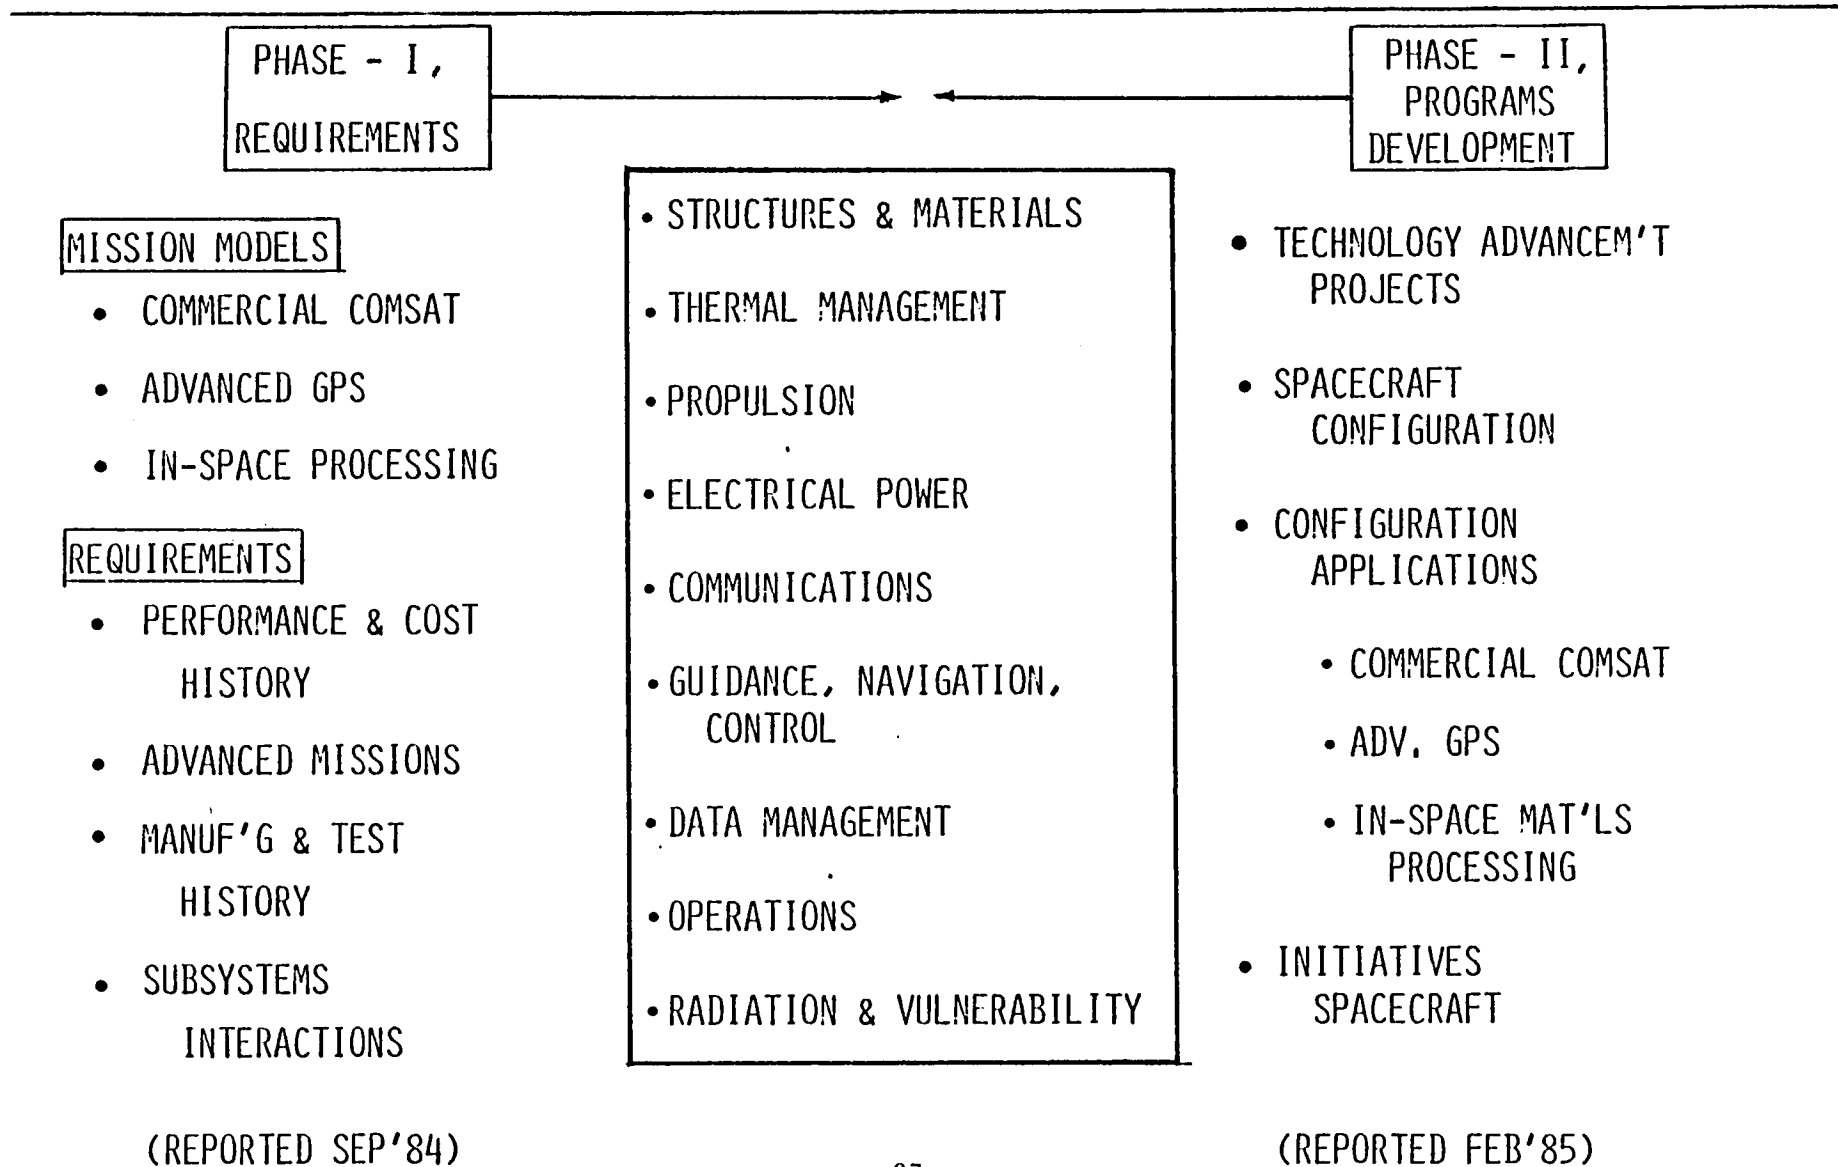 PHASE - I,
REQUIREMENTS
MISSION MODELS
• COMMERCIAL COMSAT
• ADVANCED GPS
• IN-SPACE PROCESSING
REQUIREMENTS
• PERFORMANCE & COST
HISTORY
• ADVANCED MISSIONS
• MANUF'G & TEST
HISTORY
• SUBSYSTEMS
INTERACTIONS
(REPORTED SEP'84)
• STRUCTURES & MATERIALS
• THERMAL MANAGEMENT
• PROPULSION
• ELECTRICAL POWER
• COMMUNICATIONS
• GUIDANCE, NAVIGATION,
CONTROL
• DATA MANAGEMENT
• OPERATIONS
• RADIATION & VULNERABILITY
PHASE - II,
PROGRAMS
DEVELOPMENT
• TECHNOLOGY ADVANCEM'T
PROJECTS
• SPACECRAFT
CONFIGURATION
• CONFIGURATION
APPLICATIONS
• COMMERCIAL COMSAT
• ADV. GPS
• IN-SPACE MAT'LS
PROCESSING
• INITIATIVES
SPACECRAFT
(REPORTED FEB'85)